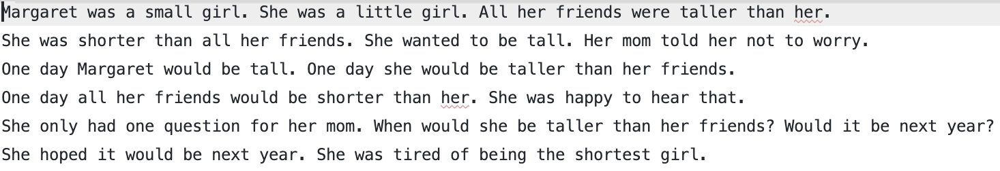 Margaret was a small girl. She was a little girl. All her friends were taller than her.
She was shorter than all her friends. She wanted to be tall. Her mom told her not to worry.
One day Margaret would be tall. One day she would be taller than her friends.
One day all her friends would be shorter than her. She was happy to hear that.
She only had one question for her mom. When would she be taller than her friends? Would it be next year?
She hoped it would be next year. She was tired of being the shortest girl.